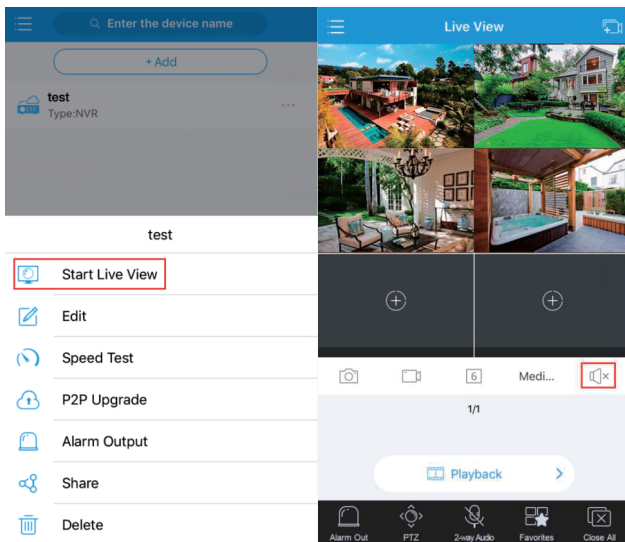 Enter the device name
+ Add
test
Type:NVR
...
test
Start Live View
Edit
Speed Test
P2P Upgrade
Alarm Output
Share
Delete
Live View
6
Medi...
1/1
Playback
Alarm Out
PTZ
2-way Audio
Favorites
Close All